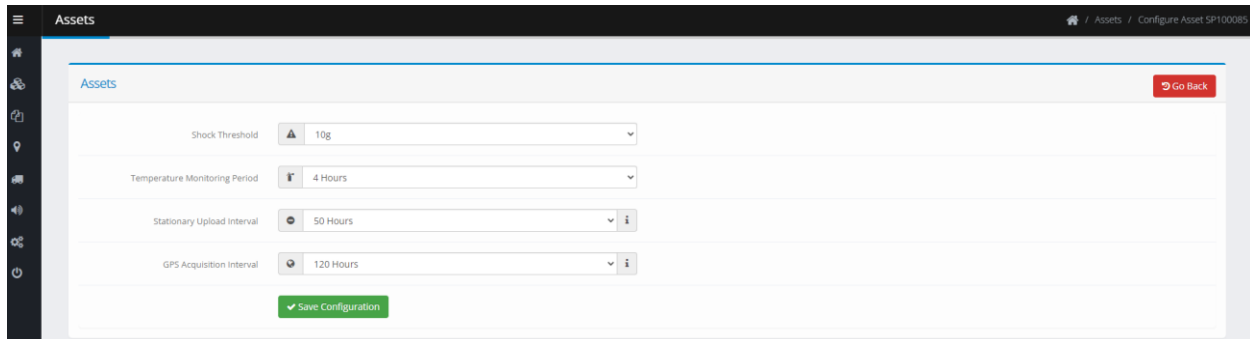 Assets
/ Assets / Configure Asset SP100085
Assets
Go Back
Shock Threshold 10g
Temperature Monitoring Period 4 Hours
Stationary Upload Interval 50 Hours i
GPS Acquisition Interval 120 Hours i
Save Configuration